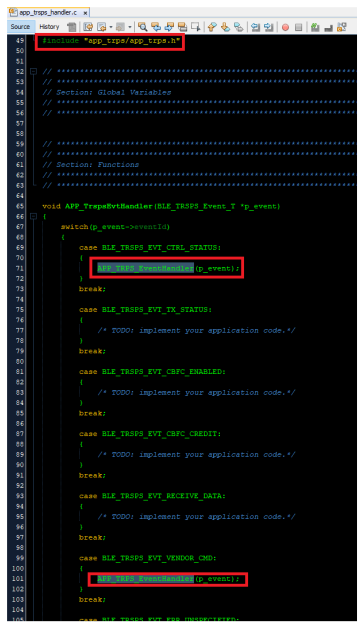 app_trsps_handler.c
Source History
49 #include "app_trps/app_trps.h"
50
51
52 // ****************************************************************
53 // ****************************************************************
54 // Section: Global Variables
55 // ****************************************************************
56 // ****************************************************************
57
58
59 // ****************************************************************
60 // ****************************************************************
61 // Section: Functions
62 // ****************************************************************
63 // ****************************************************************
64
65 void APP_TrspsEvtHandler(BLE_TRSPS_Event_T *p_event)
66 {
67 switch(p_event->eventId)
68 {
69 case BLE_TRSPS_EVT_CTRL_STATUS:
70 {
71 APP_TRPS_EventHandler(p_event);
72 }
73 break;
74
75 case BLE_TRSPS_EVT_TX_STATUS:
76 {
77 /* TODO: implement your application code.*/
78 }
79 break;
80
81 case BLE_TRSPS_EVT_CBFC_ENABLED:
82 {
83 /* TODO: implement your application code.*/
84 }
85 break;
86
87 case BLE_TRSPS_EVT_CBFC_CREDIT:
88 {
89 /* TODO: implement your application code.*/
90 }
91 break;
92
93 case BLE_TRSPS_EVT_RECEIVE_DATA:
94 {
95 /* TODO: implement your application code.*/
96 }
97 break;
98
99 case BLE_TRSPS_EVT_VENDOR_CMD:
100 {
101 APP_TRPS_EventHandler(p_event);
102 }
103 break;
104
105 case BLE_TRSPS_EVT_ERR_UNSPECIFIED: